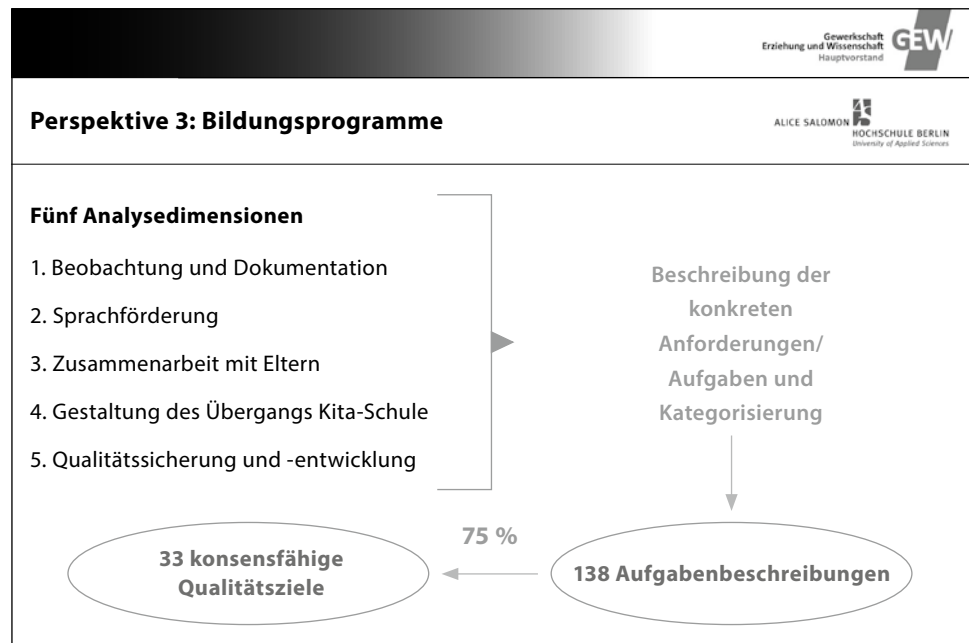 Gewerkschaft
Erziehung und Wissenschaft
Hauptvorstand
GEW
Perspektive 3: Bildungsprogramme
ALICE SALOMON
HOCHSCHULE BERLIN
University of Applied Sciences
Fünf Analysedimensionen
1. Beobachtung und Dokumentation
2. Sprachförderung
3. Zusammenarbeit mit Eltern
4. Gestaltung des Übergangs Kita-Schule
5. Qualitätssicherung und -entwicklung
Beschreibung der
konkreten
Anforderungen/
Aufgaben und
Kategorisierung
138 Aufgabenbeschreibungen
75 %
33 konsensfähige
Qualitätsziele